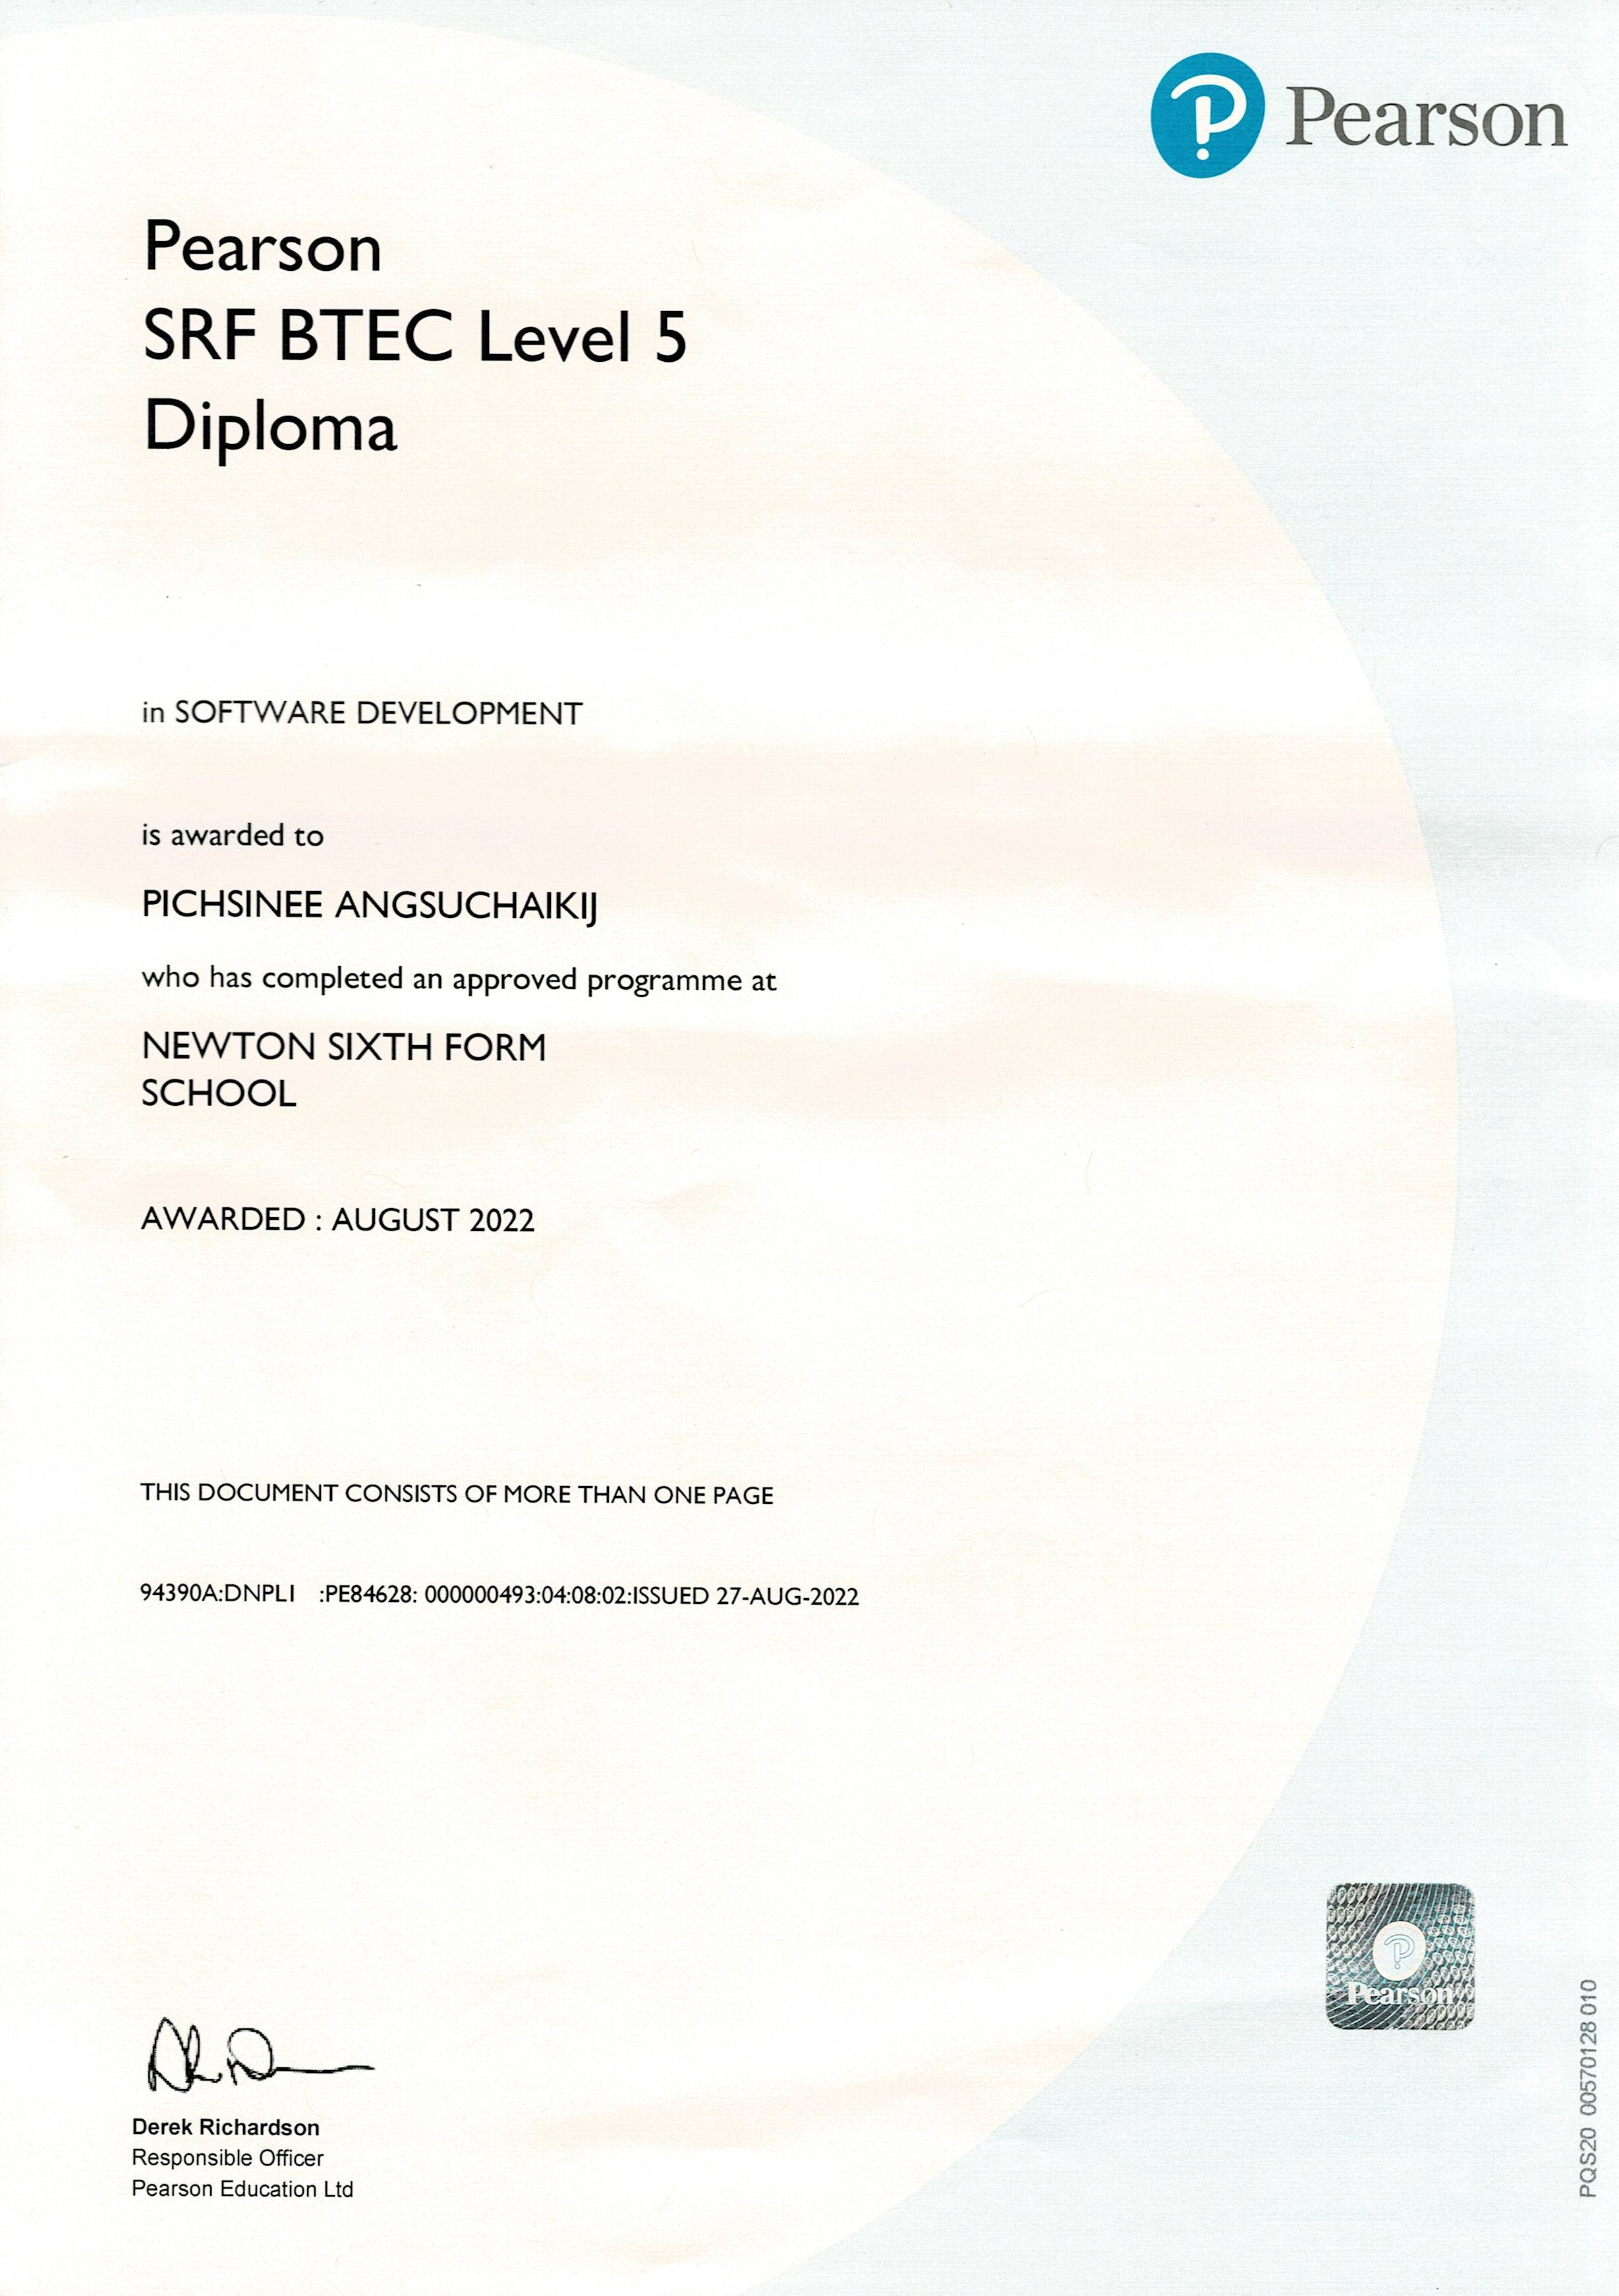 Pearson
Pearson
SRF BTEC Level 5
Diploma
in SOFTWARE DEVELOPMENT
is awarded to
PICHSINEE ANGSUCHAIKIJ
who has completed an approved programme at
NEWTON SIXTH FORM
SCHOOL
AWARDED : AUGUST 2022
THIS DOCUMENT CONSISTS OF MORE THAN ONE PAGE
94390A:DNPL1 :PE84628: 000000493:04:08:02:ISSUED 27-AUG-2022
Pearson
Derek Richardson
Responsible Officer
Pearson Education Ltd
PQS20 00570128 010